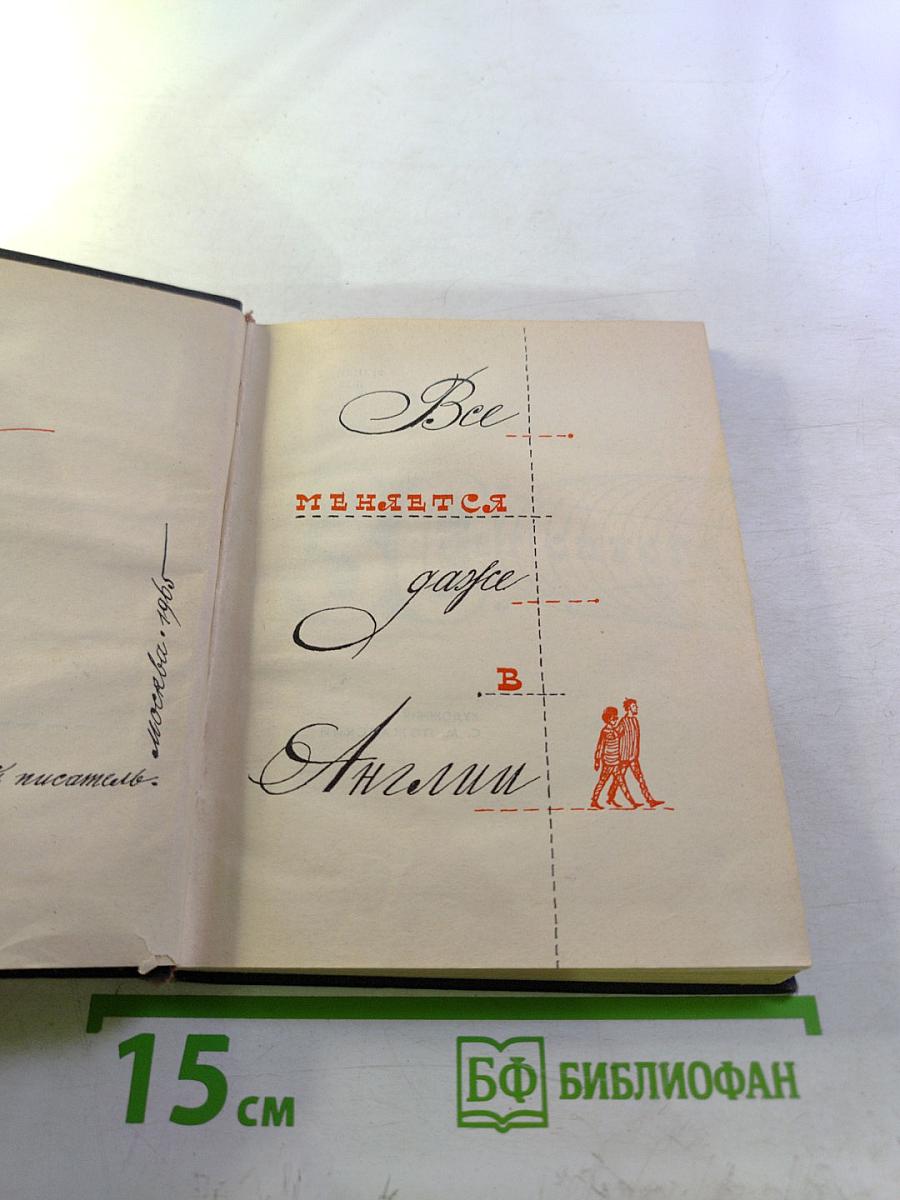 писатель.
Москва · 1965
Все
меняется
даже
в
Англии
15 см
БФ БИБЛИОФАН